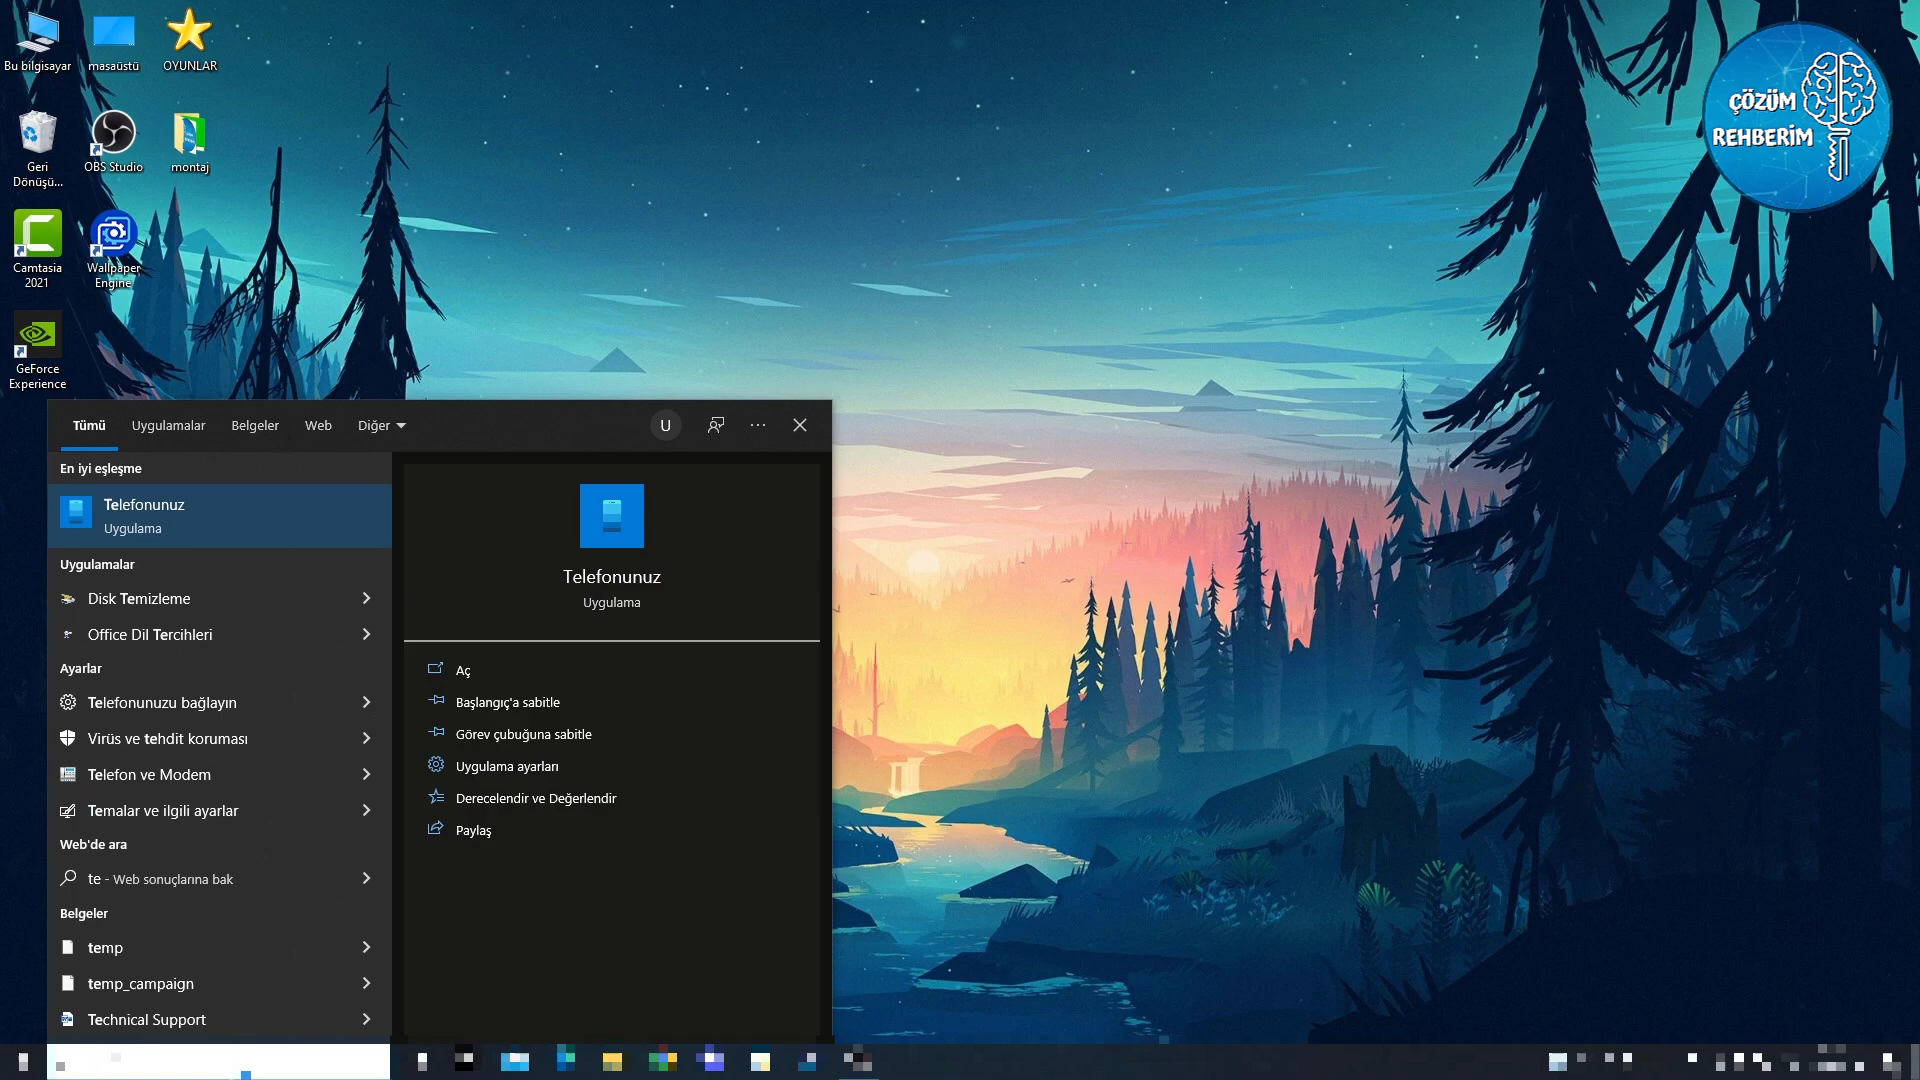 Bu bilgisayar
masaüstü
OYUNLAR
Geri
Dönüşü...
OBS Studio
montaj
Camtasia
2021
Wallpaper
Engine
GeForce
Experience
ÇÖZÜM
REHBERİM
Tümü
Uygulamalar
Belgeler
Web
Diğer
U
En iyi eşleşme
Telefonunuz
Uygulama
Uygulamalar
Disk Temizleme
Office Dil Tercihleri
Ayarlar
Telefonunuzu bağlayın
Virüs ve tehdit koruması
Telefon ve Modem
Temalar ve ilgili ayarlar
Web'de ara
te - Web sonuçlarına bak
Belgeler
temp
temp_campaign
Technical Support
Telefonunuz
Uygulama
Aç
Başlangıç'a sabitle
Görev çubuğuna sabitle
Uygulama ayarları
Derecelendir ve Değerlendir
Paylaş